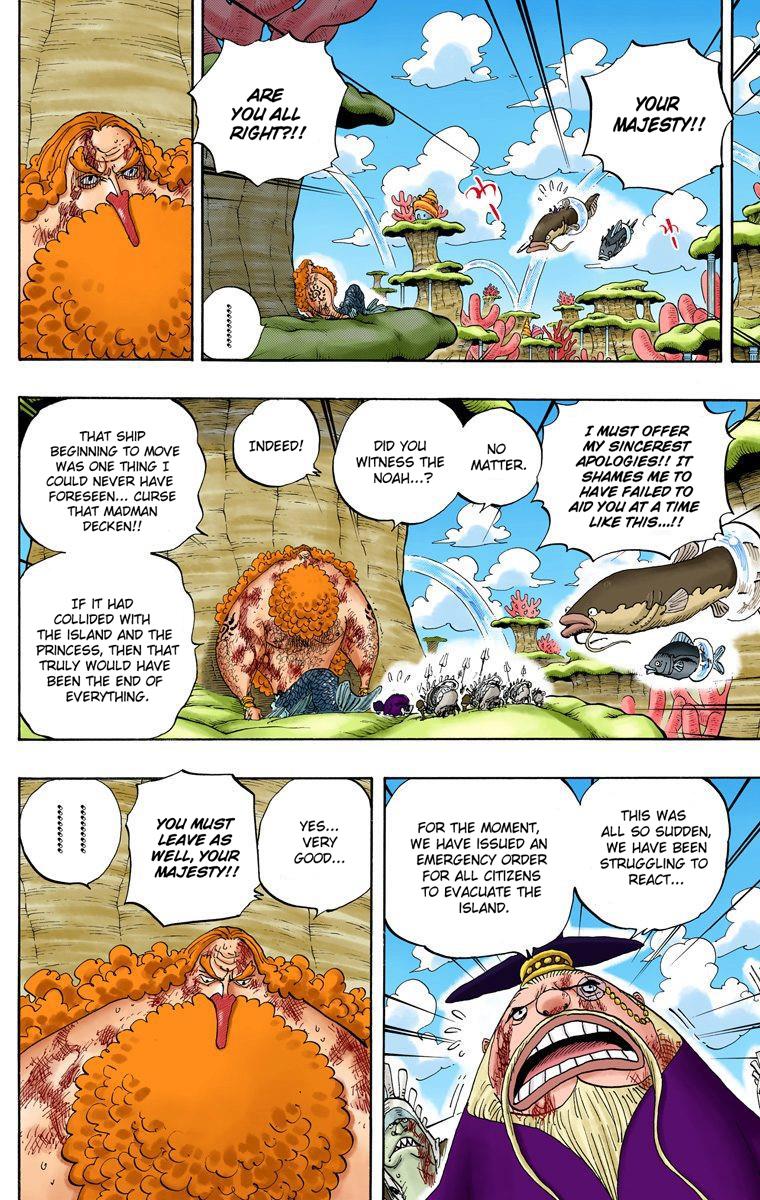 YOUR
MAJESTY!!
ARE
YOU ALL
RIGHT?!!
I MUST OFFER
MY SINCEREST
APOLOGIES!! IT
SHAMES ME TO
HAVE FAILED TO
AID YOU AT A TIME
LIKE THIS...!!
NO
MATTER.
DID YOU
WITNESS THE
NOAH...?
INDEED!
THAT SHIP
BEGINNING TO MOVE
WAS ONE THING I
COULD NEVER HAVE
FORESEEN... CURSE
THAT MADMAN
DECKEN!!
IF IT HAD
COLLIDED WITH
THE ISLAND AND THE
PRINCESS, THEN THAT
TRULY WOULD HAVE
BEEN THE END OF
EVERYTHING.
THIS WAS
ALL SO SUDDEN,
WE HAVE BEEN
STRUGGLING TO
REACT...
FOR THE MOMENT,
WE HAVE ISSUED AN
EMERGENCY ORDER
FOR ALL CITIZENS
TO EVACUATE THE
ISLAND.
YES...
VERY
GOOD...
YOU MUST
LEAVE AS
WELL, YOUR
MAJESTY!!